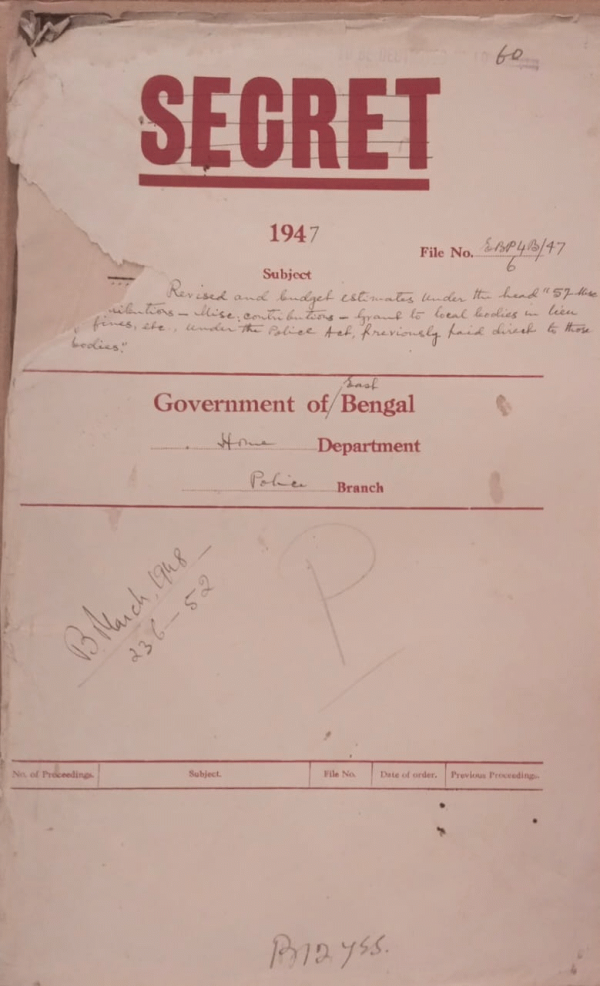 60
SECRET
1947
File No. EBP4B/47
6
Subject
Revised and budget estimates under the head "57-Misc
ributions — Misc. contributions — Grant to local bodies in lieu
fines, etc., under the Police Act, previously paid direct to those
bodies."
East
Government of / Bengal
Home Department
Police Branch
B. March, 1948 —
236 — 52
P
No. of Proceedings. Subject. File No. Date of order. Previous Proceedings.